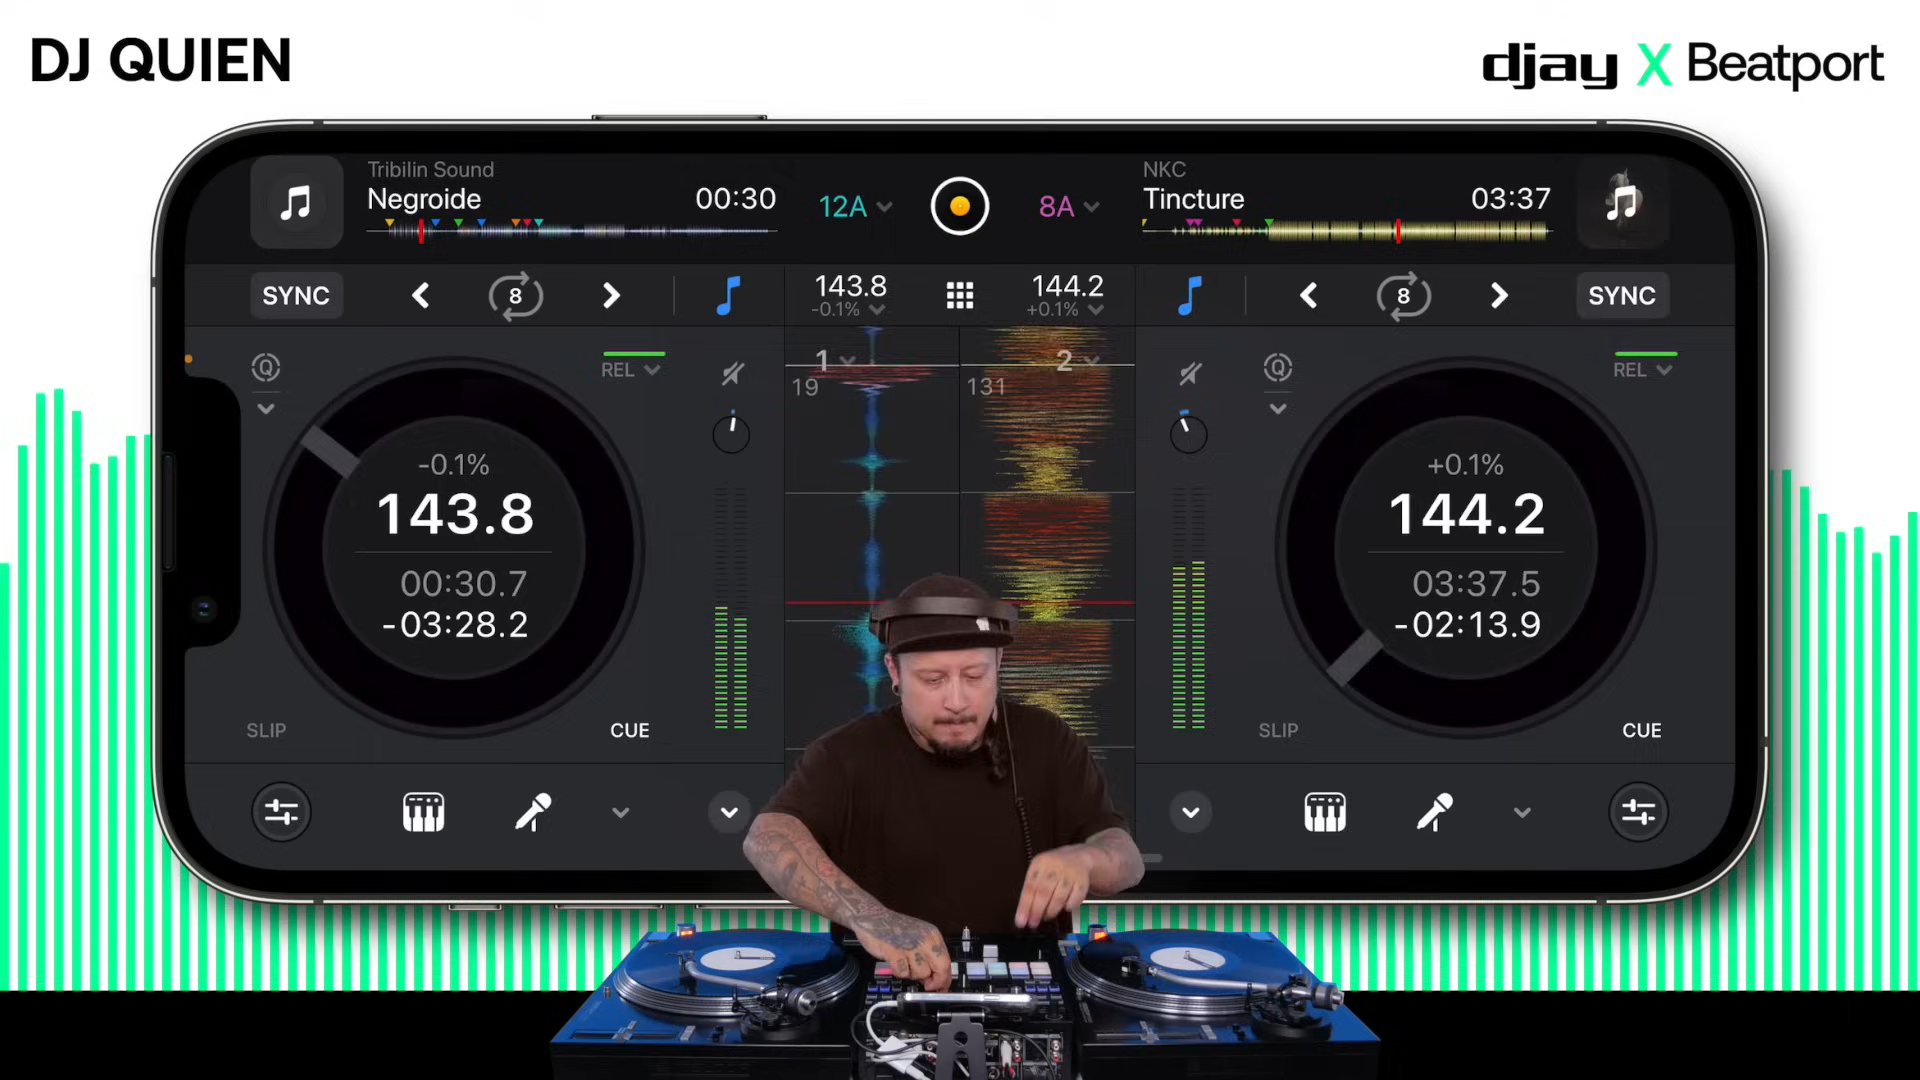 DJ QUIEN
djay X Beatport
Tribilin Sound
Negroide
00:30
12A
8A
NKC
Tincture
03:37
SYNC
8
143.8
-0.1%
144.2
+0.1%
8
SYNC
REL
1
19
2
131
REL
-0.1%
143.8
00:30.7
-03:28.2
+0.1%
144.2
03:37.5
-02:13.9
SLIP
CUE
SLIP
CUE